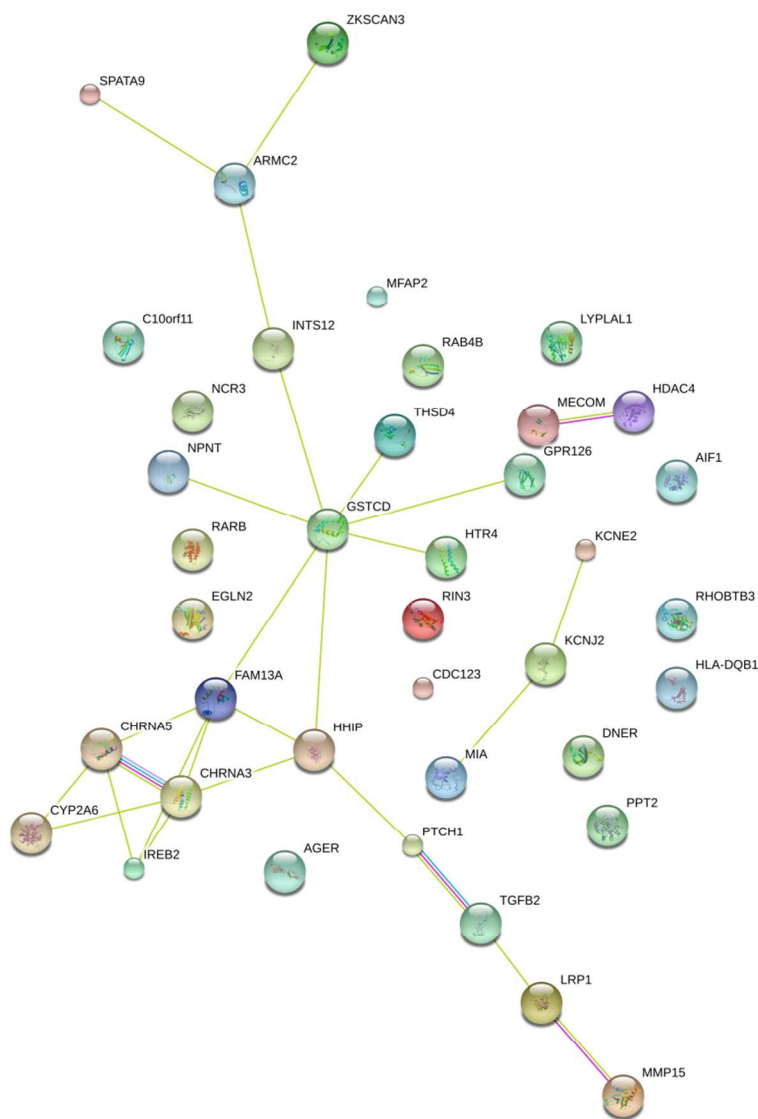 ZKSCAN3
SPATA9
ARMC2
MFAP2
C10orf11
INTS12
LYPLAL1
RAB4B
NCR3
MECOM
HDAC4
THSD4
NPNT
GPR126
AIF1
GSTCD
RARB
HTR4
KCNE2
EGLN2
RIN3
RHOBTB3
KCNJ2
FAM13A
CDC123
HLA-DQB1
CHRNA5
HHIP
DNER
CHRNA3
MIA
CYP2A6
PPT2
PTCH1
IREB2
AGER
TGFB2
LRP1
MMP15